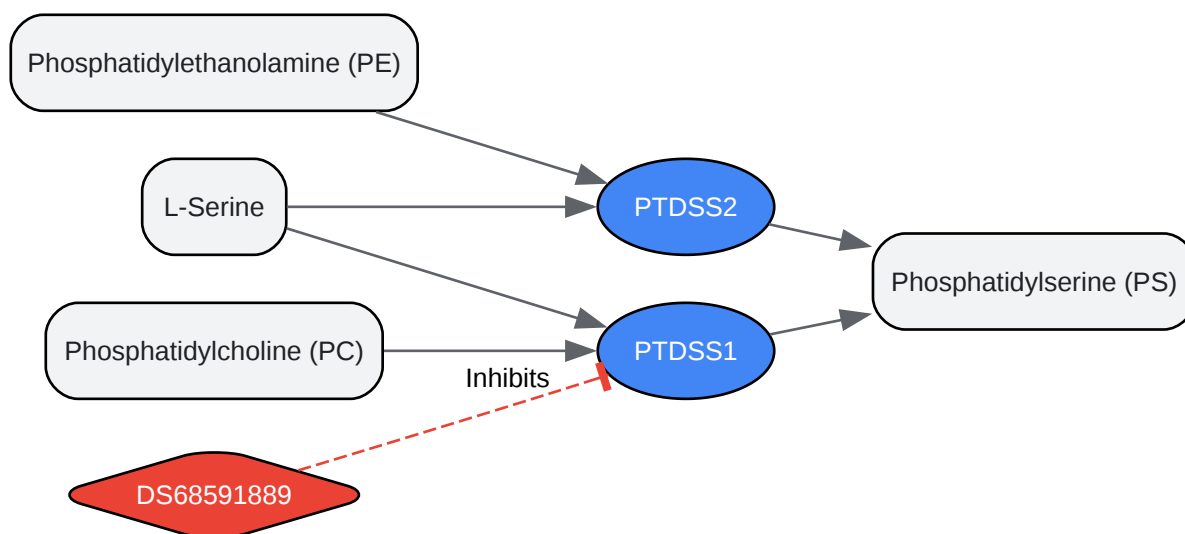 Phosphatidylethanolamine (PE)
L-Serine
PTDSS2
Phosphatidylserine (PS)
Phosphatidylcholine (PC)
PTDSS1
Inhibits
DS68591889